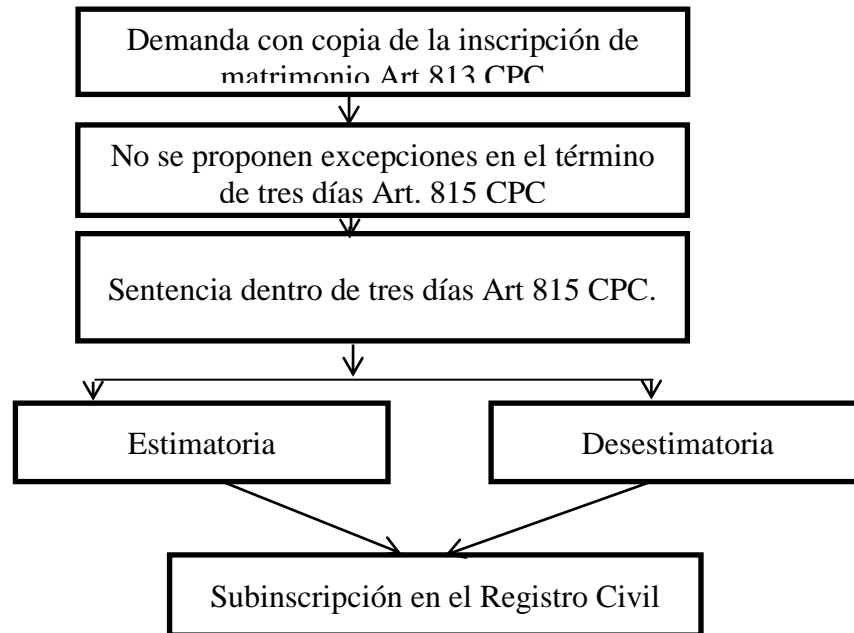 Demanda con copia de la inscripción de
matrimonio Art 813 CPC
No se proponen excepciones en el término
de tres días Art. 815 CPC
Sentencia dentro de tres días Art 815 CPC.
Estimatoria
Desestimatoria
Subinscripción en el Registro Civil